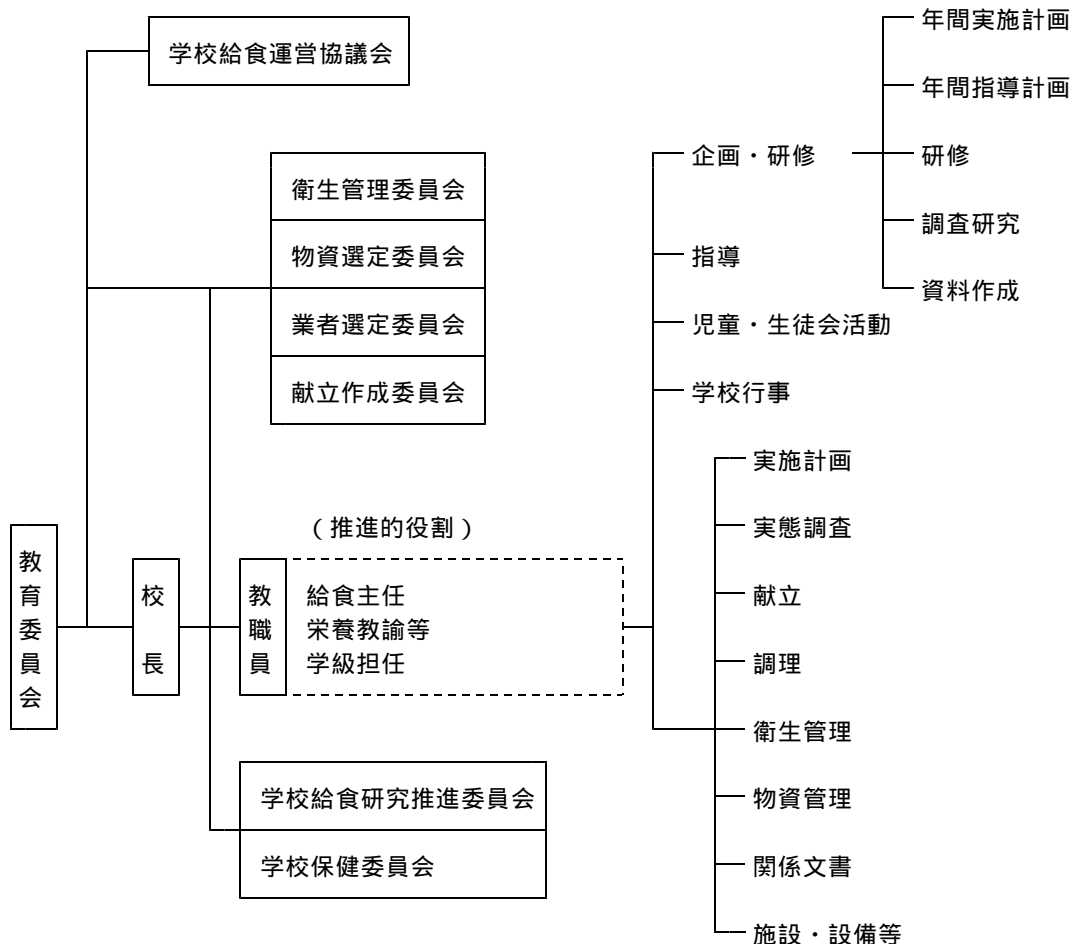 学校給食運営協議会
衛生管理委員会
物資選定委員会
業者選定委員会
献立作成委員会
教育委員会
校長
教職員
（推進的役割）
給食主任
栄養教諭等
学級担任
学校給食研究推進委員会
学校保健委員会
企画・研修
年間実施計画
年間指導計画
研修
調査研究
資料作成
指導
児童・生徒会活動
学校行事
実施計画
実態調査
献立
調理
衛生管理
物資管理
関係文書
施設・設備等